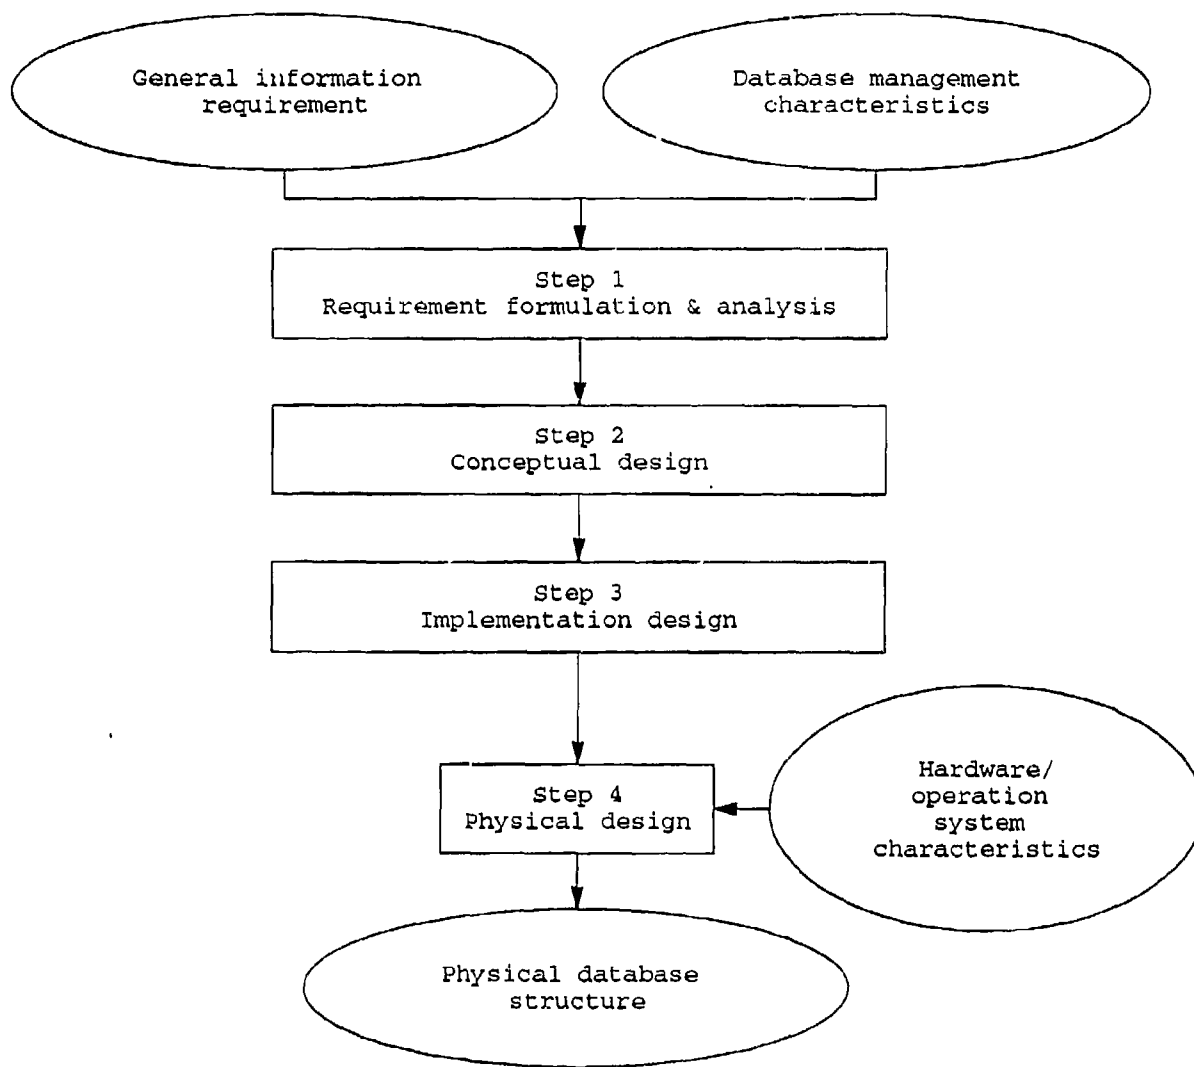 General information
requirement
Database management
characteristics
Step 1
Requirement formulation & analysis
Step 2
Conceptual design
Step 3
Implementation design
Step 4
Physical design
Hardware/
operation
system
characteristics
Physical database
structure